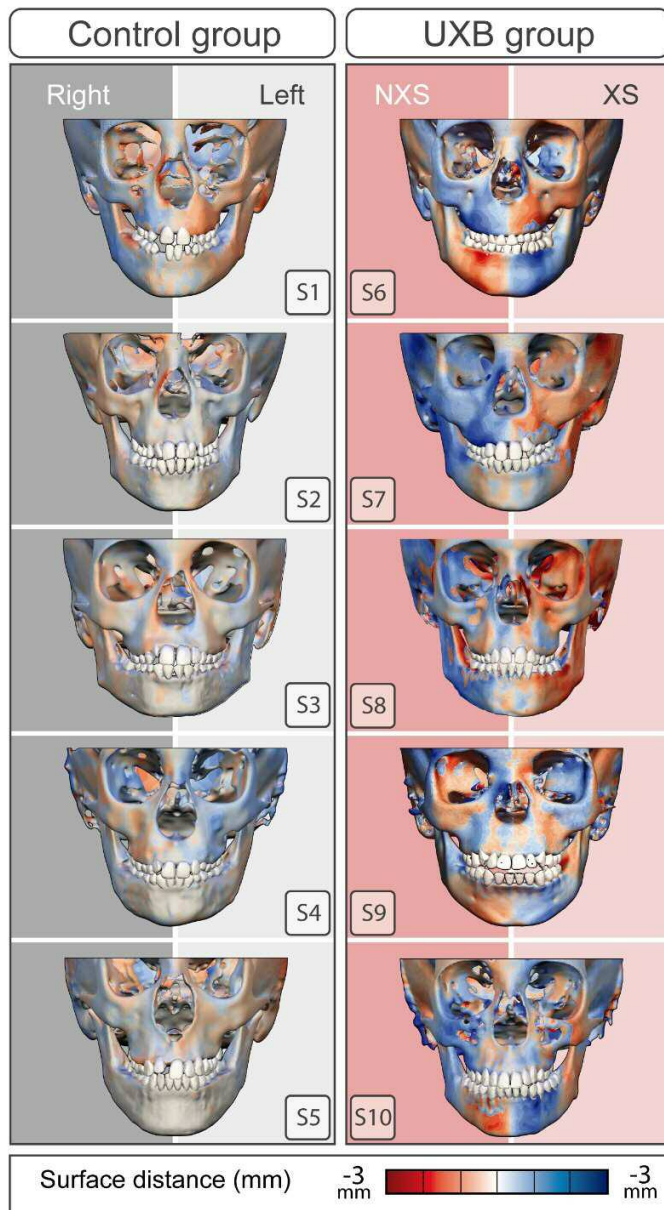 Control group
UXB group
Right
Left
NXS
XS
S1
S6
S2
S7
S3
S8
S4
S9
S5
S10
Surface distance (mm)
-3
mm
-3
mm